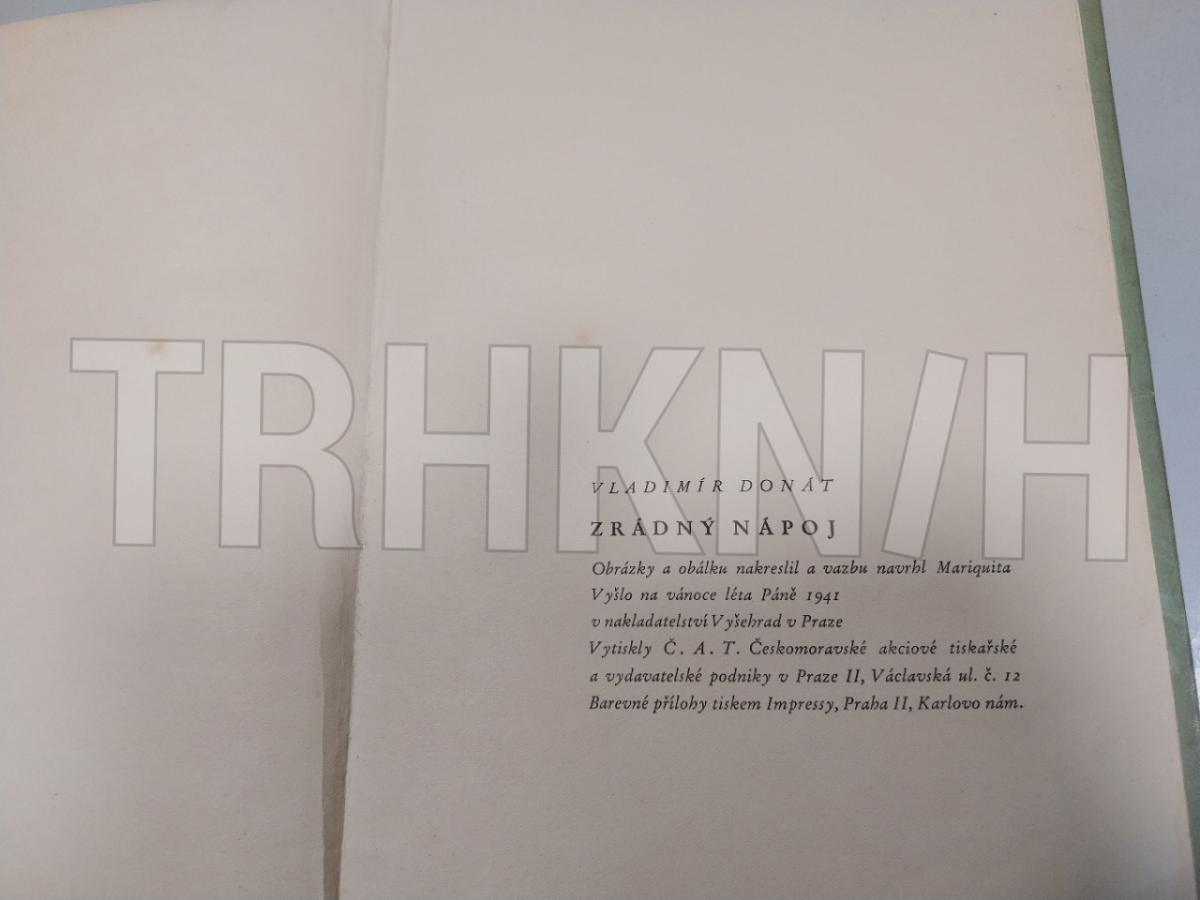 TRHKN/H
VLADIMÍR DONÁT
ZRÁDNÝ NÁPOJ
Obrázky a obálku nakreslil a vazbu navrhl Mariquita
Vyšlo na vánoce léta Páně 1941
v nakladatelství Vyšehrad v Praze
Vytiskly Č. A. T. Českomoravské akciové tiskařské
a vydavatelské podniky v Praze II, Václavská ul. č. 12
Barevné přílohy tiskem Impressy, Praha II, Karlovo nám.